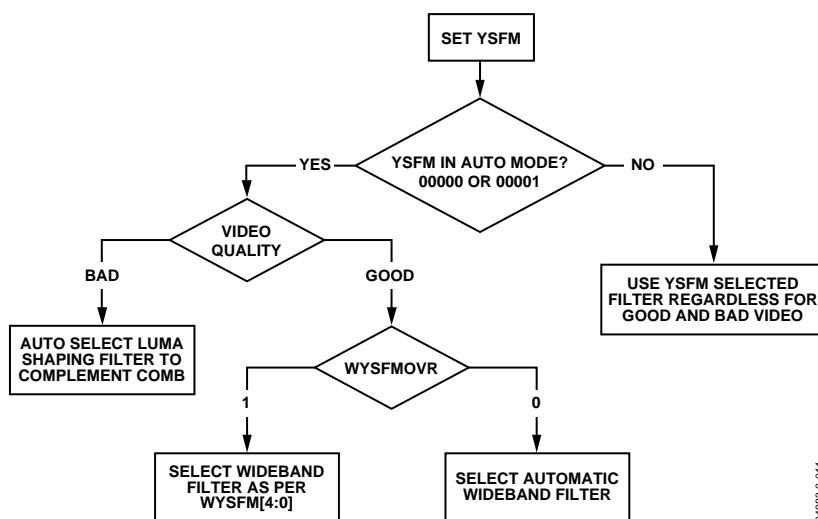 SET YSFM
YSFM IN AUTO MODE?
00000 OR 00001
YES
NO
VIDEO
QUALITY
BAD
GOOD
USE YSFM SELECTED
FILTER REGARDLESS FOR
GOOD AND BAD VIDEO
AUTO SELECT LUMA
SHAPING FILTER TO
COMPLEMENT COMB
WYSFMOVR
1
0
SELECT WIDEBAND
FILTER AS PER
WYSFM[4:0]
SELECT AUTOMATIC
WIDEBAND FILTER